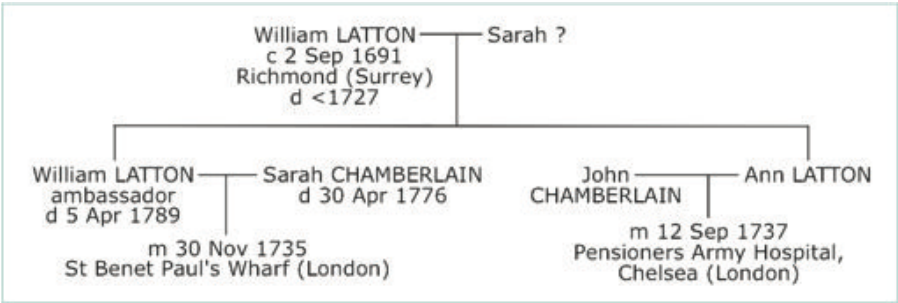 William LATTON
Sarah ?
c 2 Sep 1691
Richmond (Surrey)
d <1727
William LATTON
ambassador
d 5 Apr 1789
Sarah CHAMBERLAIN
d 30 Apr 1776
m 30 Nov 1735
St Benet Paul's Wharf (London)
John
CHAMBERLAIN
Ann LATTON
m 12 Sep 1737
Pensioners Army Hospital,
Chelsea (London)